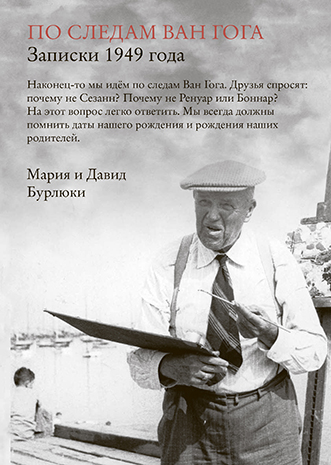 ПО СЛЕДАМ ВАН ГОГА
Записки 1949 года
Наконец-то мы идём по следам Ван Гога. Друзья спросят:
почему не Сезанн? Почему не Ренуар или Боннар?
На этот вопрос легко ответить. Мы всегда должны
помнить даты нашего рождения и рождения наших
родителей.
Мария и Давид
Бурлюки